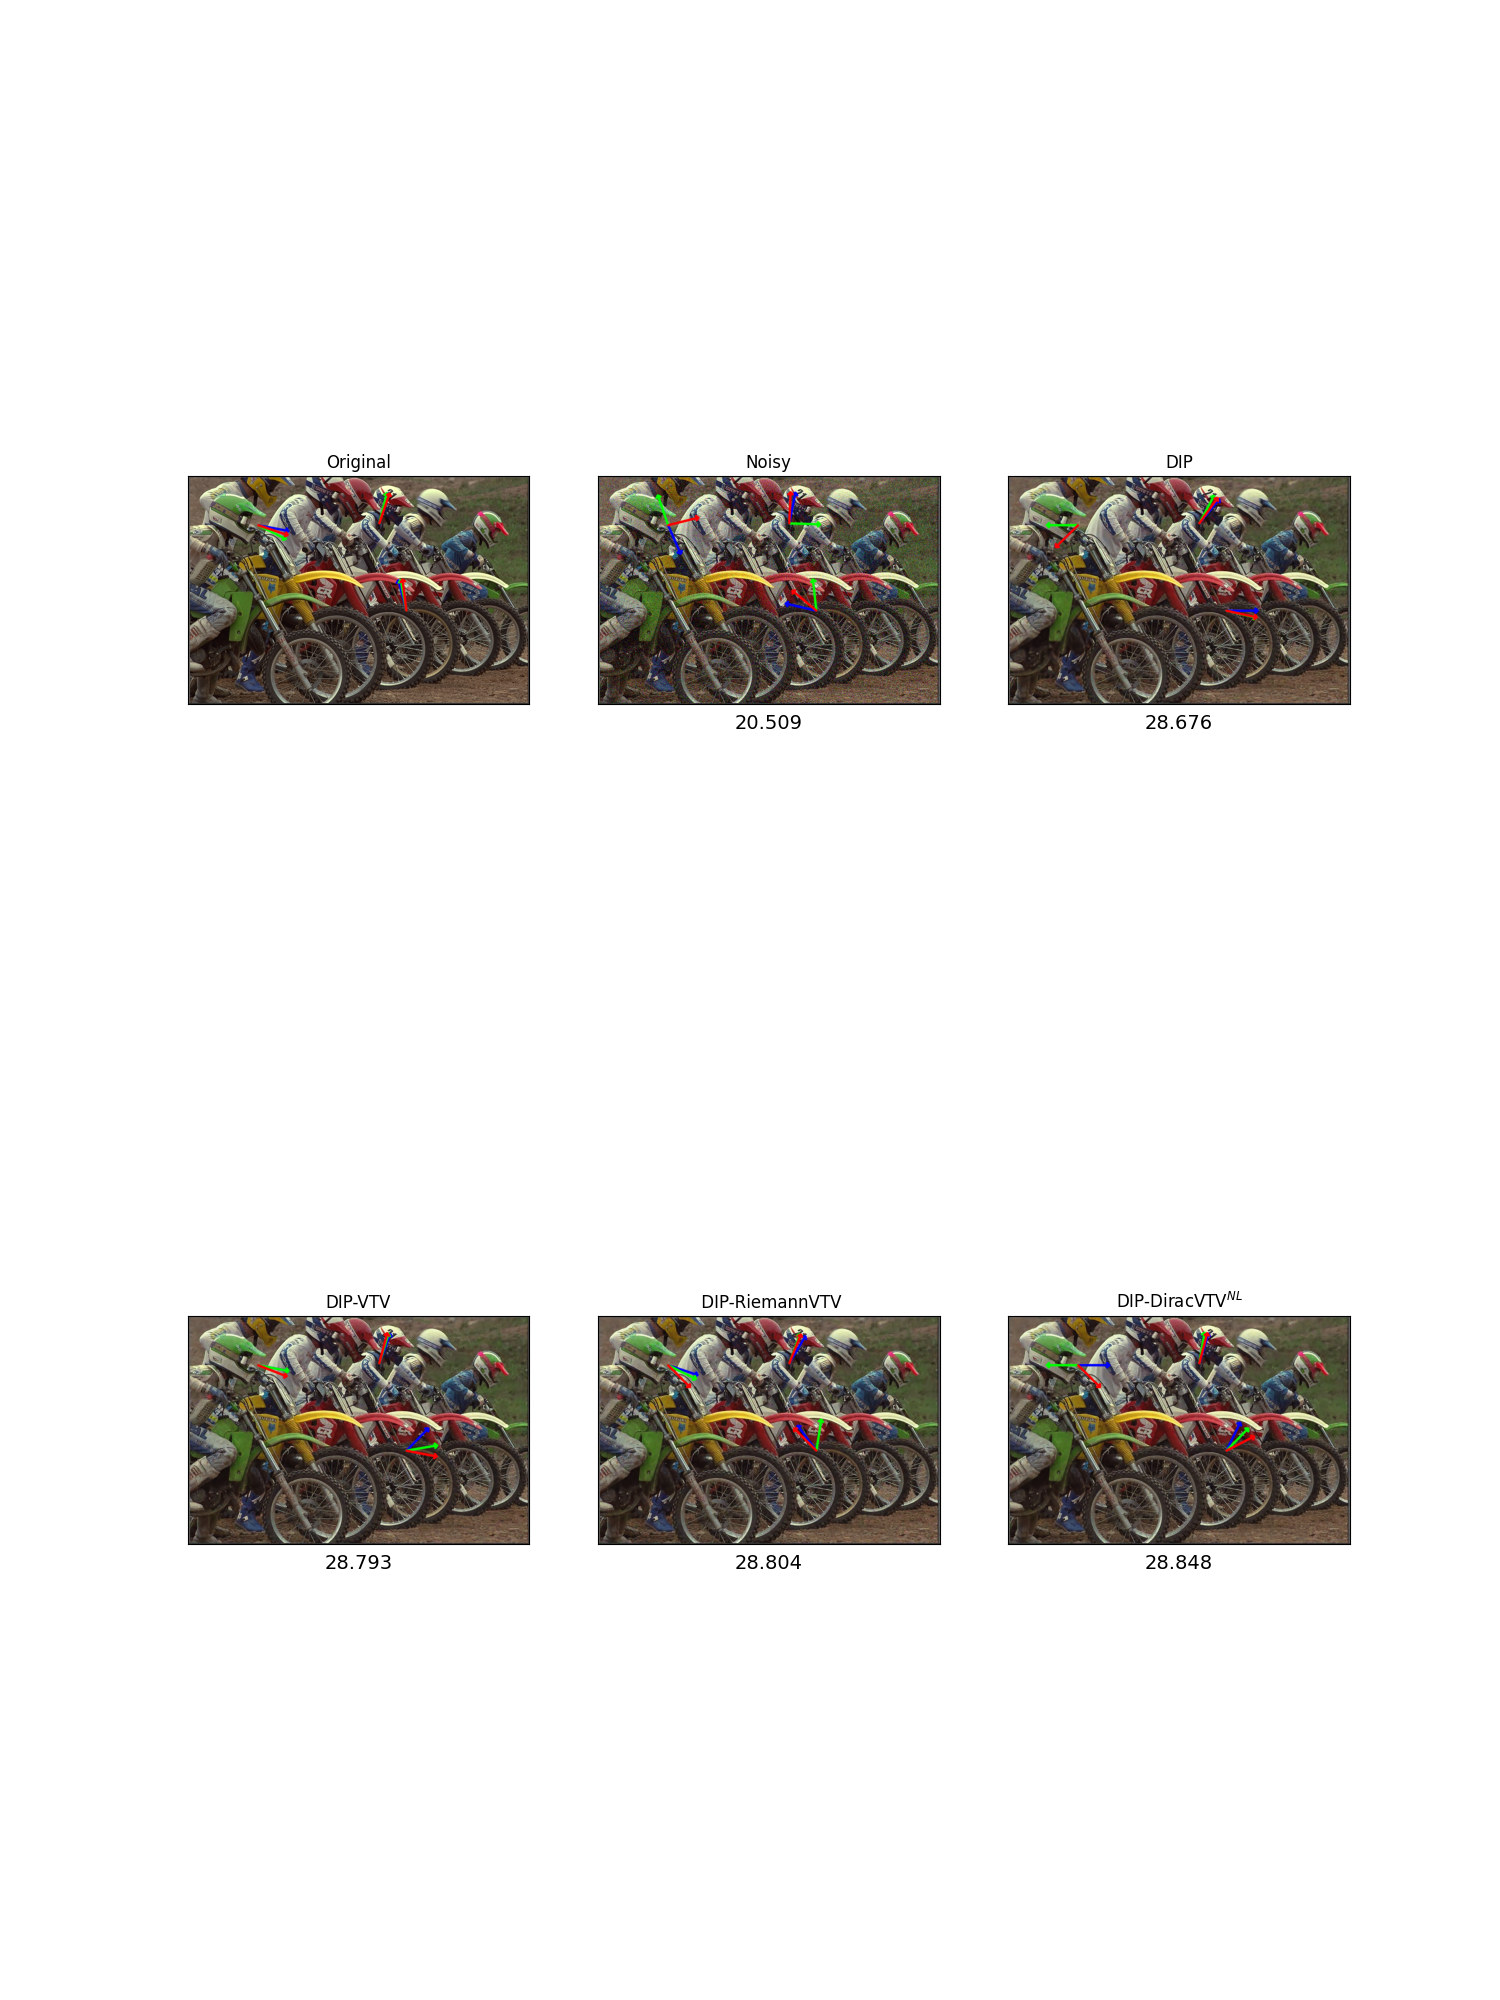 Original
Noisy
DIP
20.509
28.676
DIP-VTV
DIP-RiemannVTV
DIP-DiracVTV^{NL}
28.793
28.804
28.848